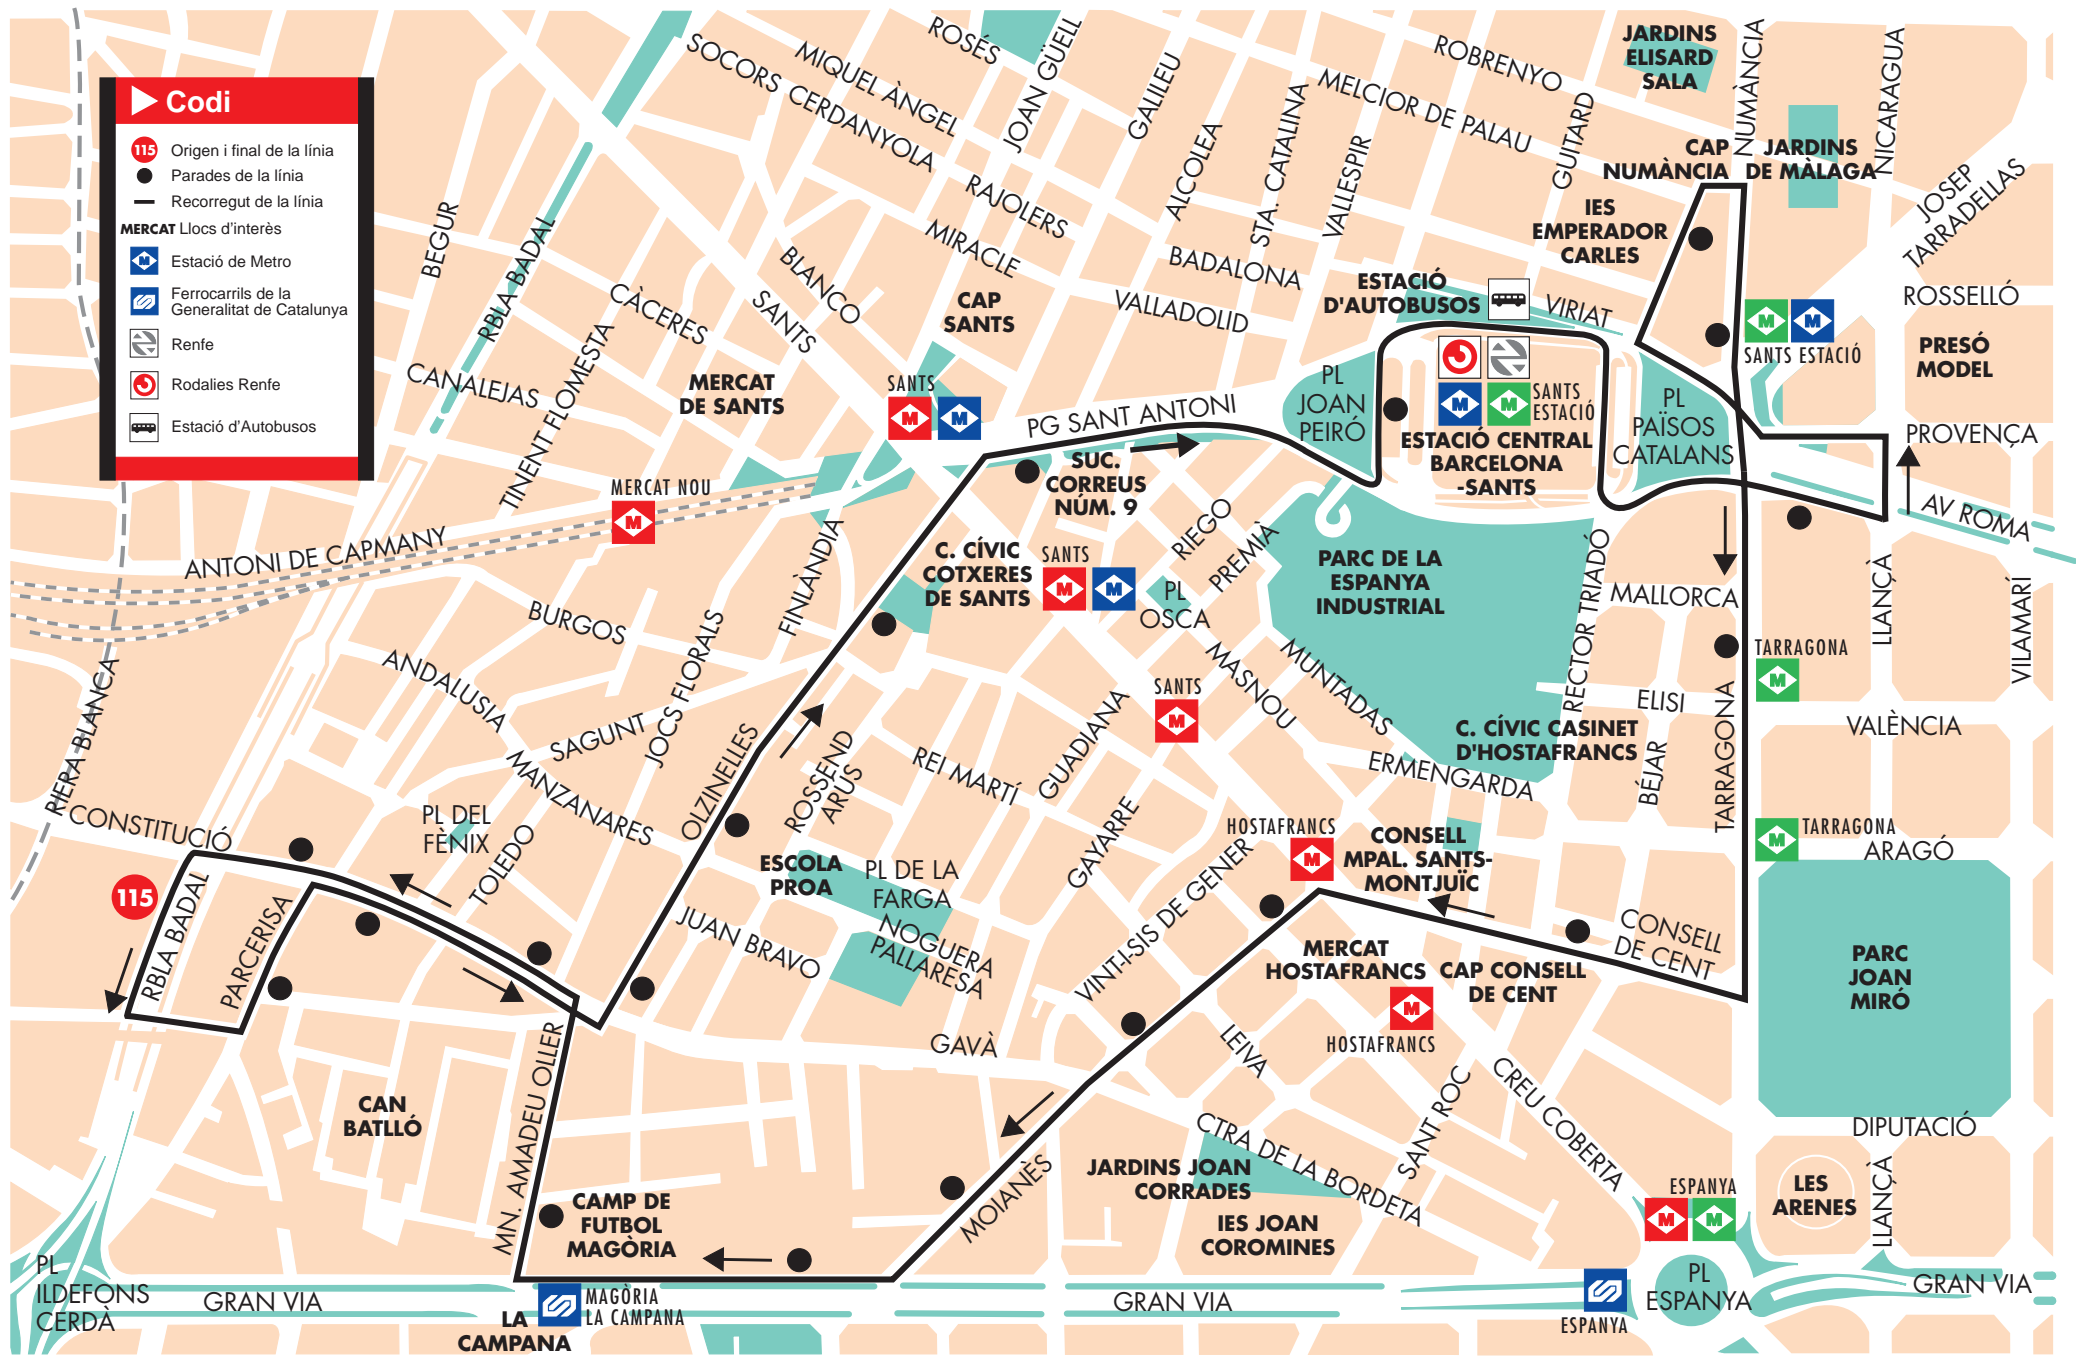 Codi
115
Origen i final de la línia
Parades de la línia
Recorregut de la línia
MERCAT Llocs d'interès
Estació de Metro
Ferrocarrils de la
Generalitat de Catalunya
Renfe
Rodalies Renfe
Estació d'Autobusos
SOCORS
MIQUEL ÀNGEL
CERDANYOLA
ROSÉS
JOAN GÜELL
GALILEU
ALCOLEA
STA. CATALINA
VALLESPIR
MELCIOR DE PALAU
ROBRENYO
GUITARD
JARDINS
ELISARD
SALA
NUMÀNCIA
NICARAGUA
CAP
NUMÀNCIA
JARDINS
DE MÀLAGA
JOSEP
TARRADELLAS
IES
EMPERADOR
CARLES
RAJOLERS
MIRACLE
BADALONA
VALLADOLID
BEGUR
RBLA BADAL
BLANCO
SANTS
CÀCERES
TINENT FLOMESTA
CANALEJAS
CAP
SANTS
MERCAT
DE SANTS
SANTS
M
M
ESTACIÓ
D'AUTOBUSOS
VIRIAT
ROSSELLÓ
M
M
SANTS ESTACIÓ
PRESÓ
MODEL
PL
JOAN
PEIRÓ
M
M
SANTS
ESTACIÓ
ESTACIÓ CENTRAL
BARCELONA
-SANTS
PL
PAÏSOS
CATALANS
PROVENÇA
PG SANT ANTONI
SUC.
CORREUS
NÚM. 9
MERCAT NOU
M
AV ROMA
ANTONI DE CAPMANY
FINLÀNDIA
C. CÍVIC
COTXERES
DE SANTS
SANTS
M
M
RIEGO
PREMIÀ
PL
OSCA
PARC DE LA
ESPANYA
INDUSTRIAL
RECTOR TRIADÓ
MALLORCA
LLANÇÀ
VILAMARÍ
BURGOS
ANDALUSIA
JOCS FLORALS
SAGUNT
MANZANARES
RIERA BLANCA
OLZINELLES
ROSSEND
ARUS
REI MARTÍ
GUADIANA
GAYARRE
SANTS
M
MASNOU
MUNTADAS
ERMENGARDA
C. CÍVIC CASINET
D'HOSTAFRANCS
ELISI
BÉJAR
TARRAGONA
TARRAGONA
M
VALÈNCIA
M
TARRAGONA
ARAGÓ
CONSTITUCIÓ
115
RBLA BADAL
PARCERISA
PL DEL
FÈNIX
TOLEDO
ESCOLA
PROA
PL DE LA
FARGA
NOGUERA
PALLARESA
JUAN BRAVO
VINT-I-SIS DE GENER
HOSTAFRANCS
M
CONSELL
MPAL. SANTS-
MONTJUÏC
CONSELL
DE CENT
MERCAT
HOSTAFRANCS
CAP CONSELL
DE CENT
M
HOSTAFRANCS
PARC
JOAN
MIRÓ
GAVÀ
LEIVA
SANT ROC
CREU COBERTA
CTRA DE LA BORDETA
CAN
BATLLÓ
MN. AMADEU OLLER
MOIANÈS
JARDINS JOAN
CORRADES
IES JOAN
COROMINES
DIPUTACIÓ
LES
ARENES
LLANÇÀ
ESPANYA
M
M
CAMP DE
FUTBOL
MAGÒRIA
PL
ILDEFONS
CERDÀ
GRAN VIA
LA
CAMPANA
MAGÒRIA
LA CAMPANA
GRAN VIA
ESPANYA
PL
ESPANYA
GRAN VIA